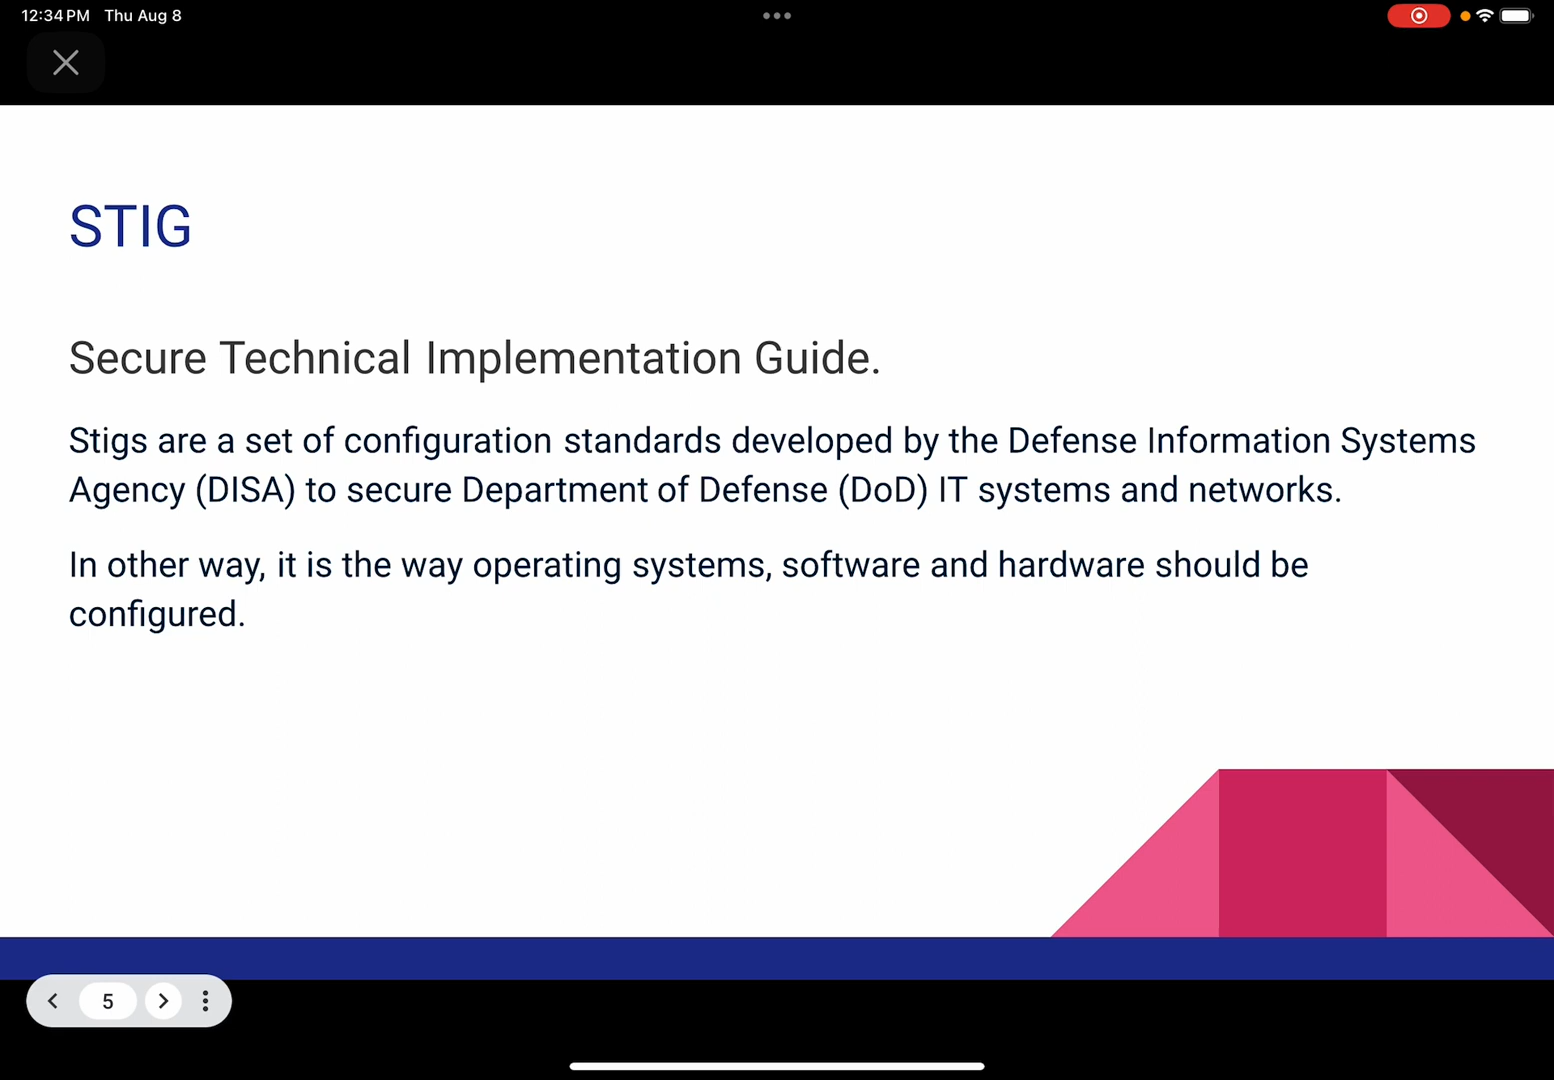 12:34 PM Thu Aug 8
STIG
Secure Technical Implementation Guide.
Stigs are a set of configuration standards developed by the Defense Information Systems
Agency (DISA) to secure Department of Defense (DoD) IT systems and networks.
In other way, it is the way operating systems, software and hardware should be
configured.
5